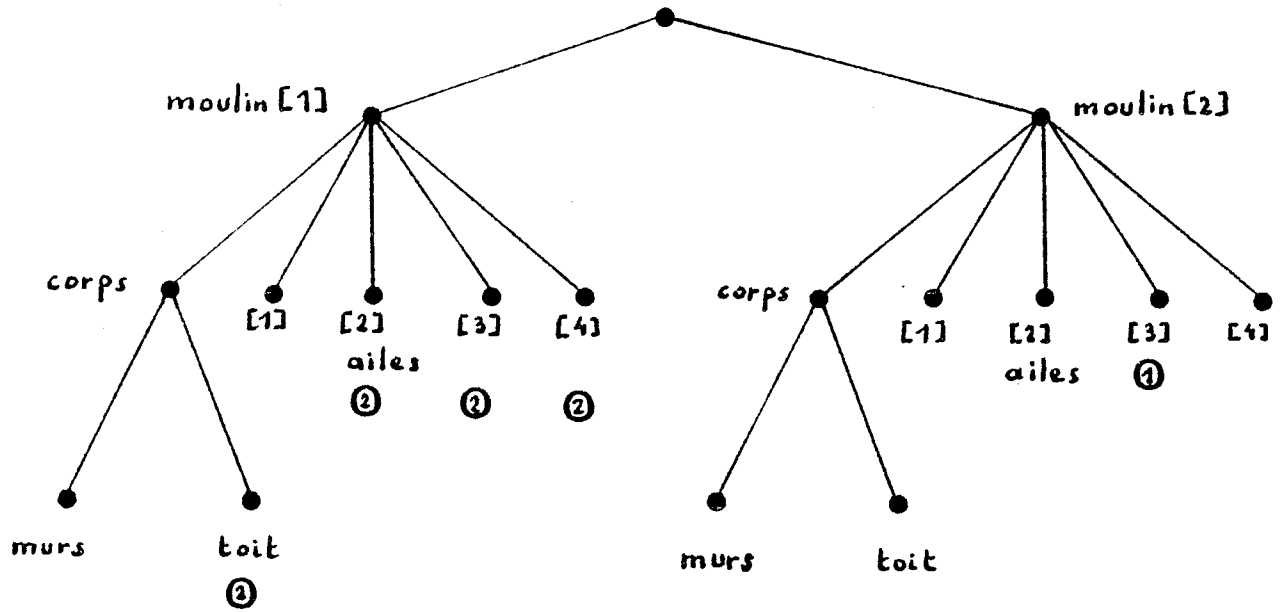 moulin [1]
moulin [2]
corps
[1] [2] [3] [4]
ailes
② ② ②
murs
toit
②
corps
[1] [2] [3] [4]
ailes
①
murs
toit